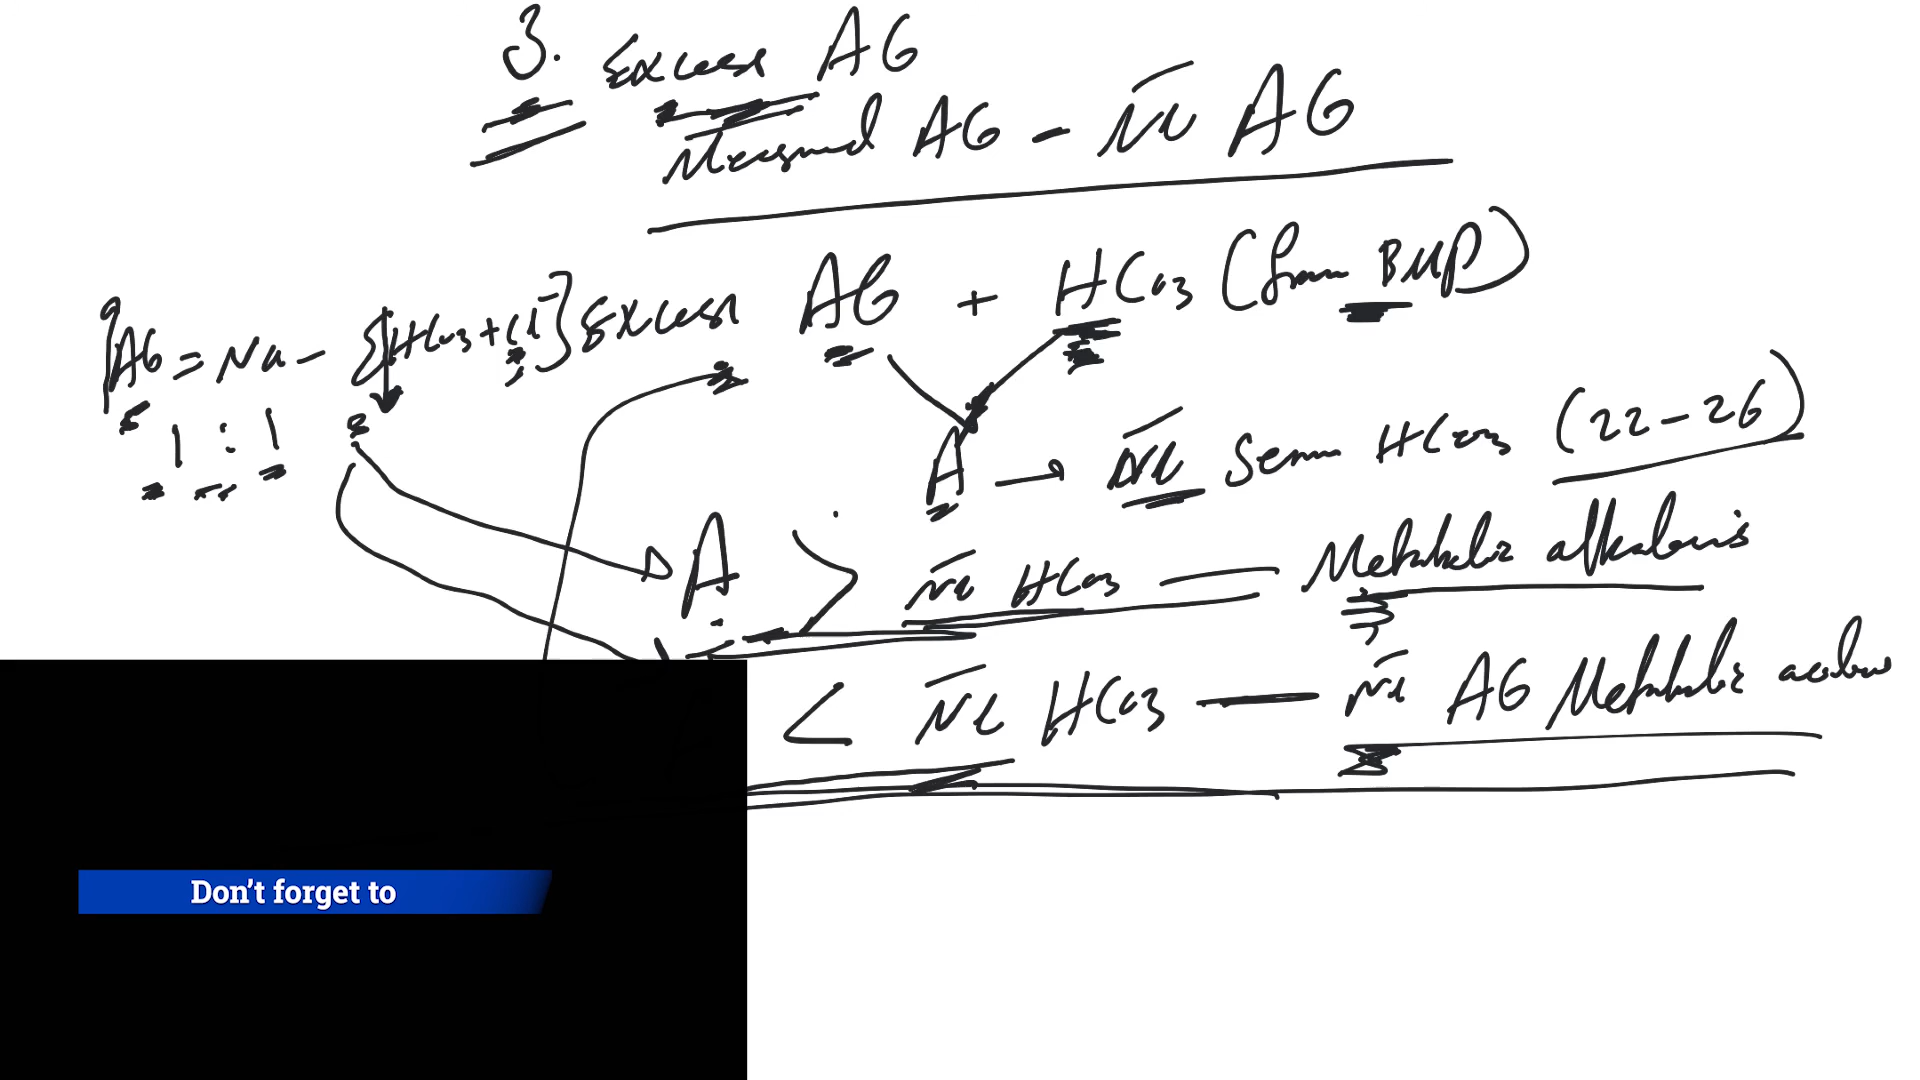 3. Excess AG
Measured AG - Nl AG
AG = Na - {HCO3 + Cl-}
Excess AG + HCO3 (from BMP)
1 : 1
A → Nl Serum HCO3 (22-26)
A > Nl HCO3 — Metabolic alkalosis
< Nl HCO3 — Nl AG Metabolic acidosis
Don't forget to